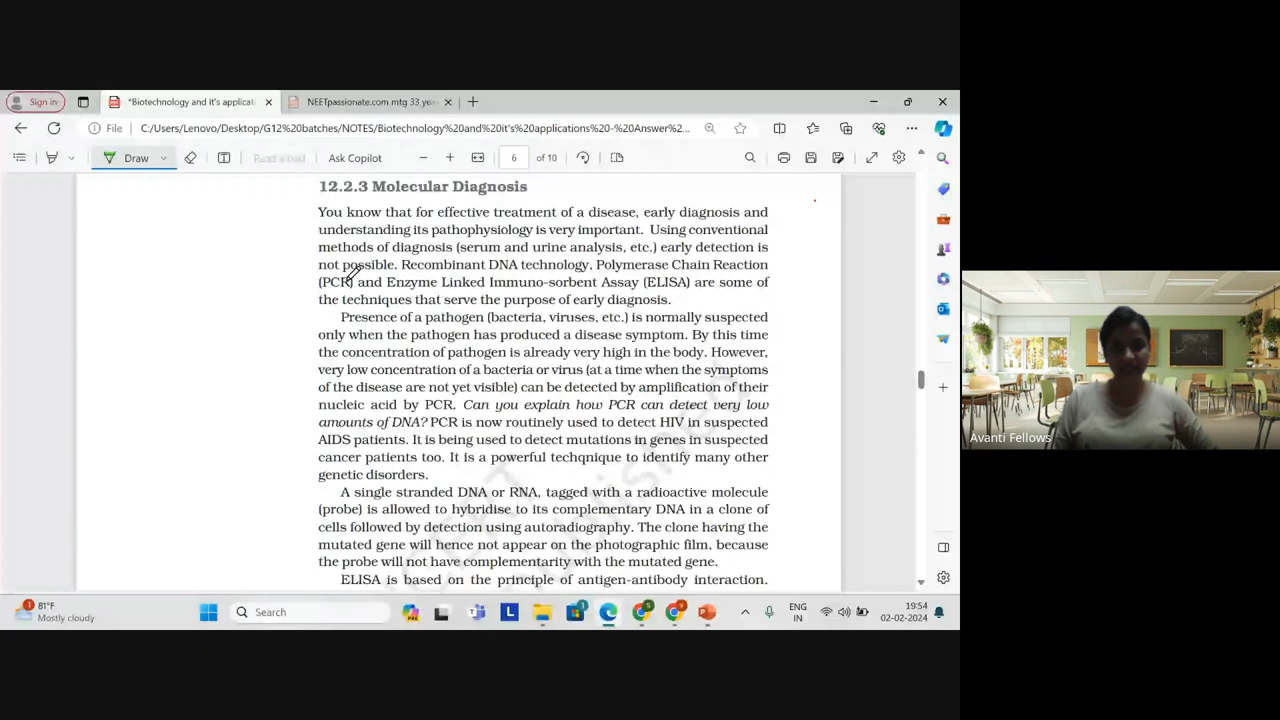 Sign in
*Biotechnology and it's applicati
NEETpassionate.com mtg 33 ye
File
C:/Users/Lenovo/Desktop/G12%20batches/NOTES/Biotechnology%20and%20it's%20applications%20-%20Answer%2...
Draw
Read aloud
Ask Copilot
6
of 10
12.2.3 Molecular Diagnosis
You know that for effective treatment of a disease, early diagnosis and
understanding its pathophysiology is very important. Using conventional
methods of diagnosis (serum and urine analysis, etc.) early detection is
not possible. Recombinant DNA technology, Polymerase Chain Reaction
(PCR) and Enzyme Linked Immuno-sorbent Assay (ELISA) are some of
the techniques that serve the purpose of early diagnosis.
Presence of a pathogen (bacteria, viruses, etc.) is normally suspected
only when the pathogen has produced a disease symptom. By this time
the concentration of pathogen is already very high in the body. However,
very low concentration of a bacteria or virus (at a time when the symptoms
of the disease are not yet visible) can be detected by amplification of their
nucleic acid by PCR. Can you explain how PCR can detect very low
amounts of DNA? PCR is now routinely used to detect HIV in suspected
AIDS patients. It is being used to detect mutations in genes in suspected
cancer patients too. It is a powerful techqnique to identify many other
genetic disorders.
A single stranded DNA or RNA, tagged with a radioactive molecule
(probe) is allowed to hybridise to its complementary DNA in a clone of
cells followed by detection using autoradiography. The clone having the
mutated gene will hence not appear on the photographic film, because
the probe will not have complementarity with the mutated gene.
ELISA is based on the principle of antigen-antibody interaction.
Avanti Fellows
1
81°F
Mostly cloudy
Search
ENG
IN
19:54
02-02-2024